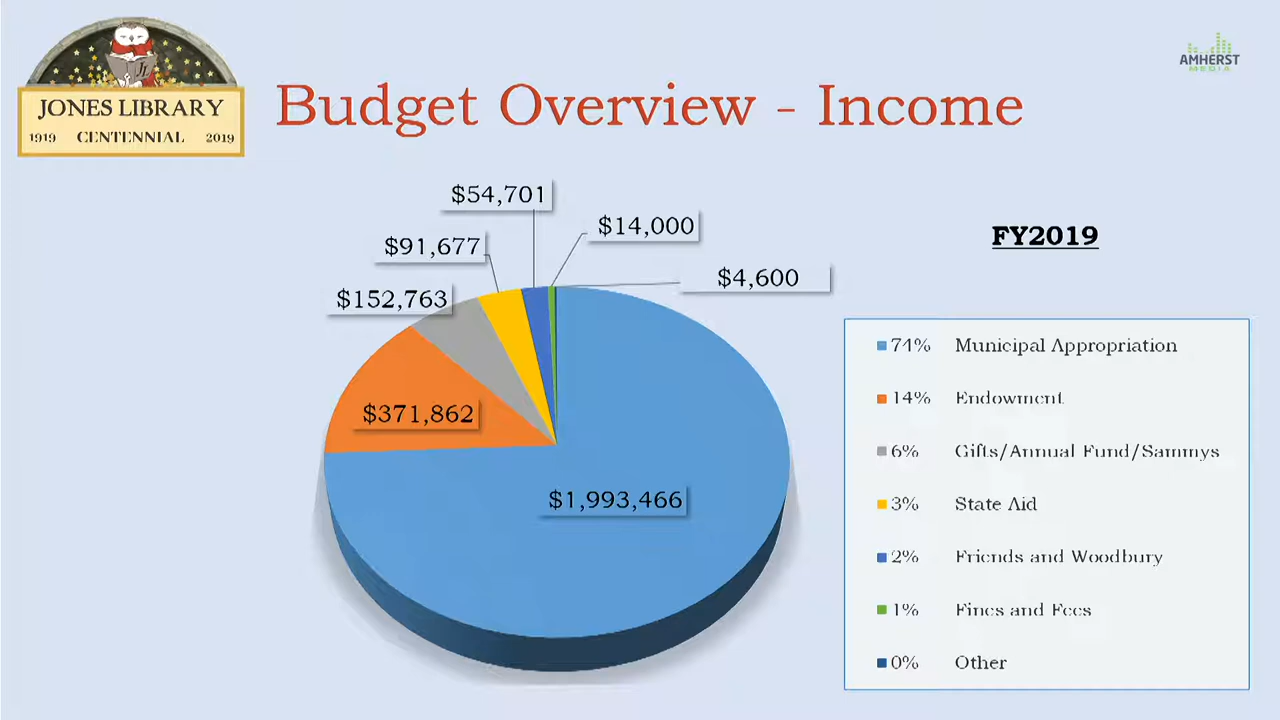 JONES LIBRARY
1919 CENTENNIAL 2019
AMHERST
MEDIA
Budget Overview - Income
$54,701
$14,000
$91,677
$4,600
$152,763
$371,862
$1,993,466
FY2019
74% Municipal Appropriation
14% Endowment
6% Gifts/Annual Fund/Sammys
3% State Aid
2% Friends and Woodbury
1% Fines and Fees
0% Other